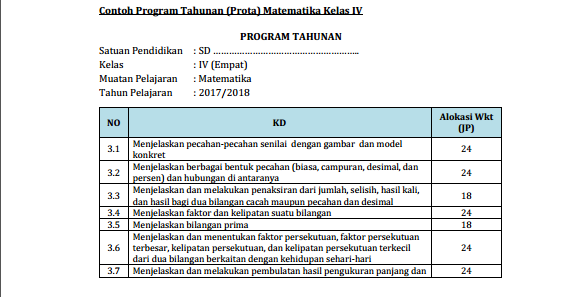 Contoh Program Tahunan (Prota) Matematika Kelas IV
PROGRAM TAHUNAN
Satuan Pendidikan : SD ……………………………………………..
Kelas : IV (Empat)
Muatan Pelajaran : Matematika
Tahun Pelajaran : 2017/2018
NO KD Alokasi Wkt (JP)
3.1 Menjelaskan pecahan-pecahan senilai dengan gambar dan model
konkret 24
3.2 Menjelaskan berbagai bentuk pecahan (biasa, campuran, desimal, dan
persen) dan hubungan di antaranya 24
3.3 Menjelaskan dan melakukan penaksiran dari jumlah, selisih, hasil kali,
dan hasil bagi dua bilangan cacah maupun pecahan dan desimal 18
3.4 Menjelaskan faktor dan kelipatan suatu bilangan 24
3.5 Menjelaskan bilangan prima 18
3.6 Menjelaskan dan menentukan faktor persekutuan, faktor persekutuan
terbesar, kelipatan persekutuan, dan kelipatan persekutuan terkecil
dari dua bilangan berkaitan dengan kehidupan sehari-hari 24
3.7 Menjelaskan dan melakukan pembulatan hasil pengukuran panjang dan 24